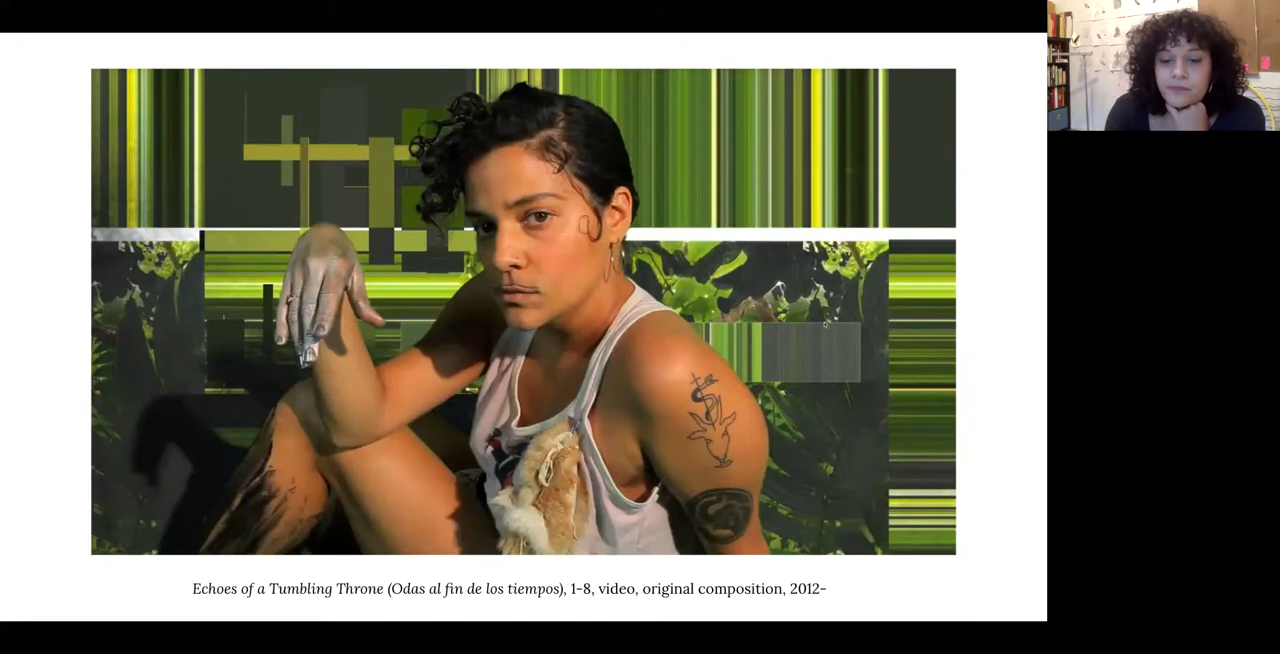 Echoes of a Tumbling Throne (Odas al fin de los tiempos), 1-8, video, original composition, 2012-